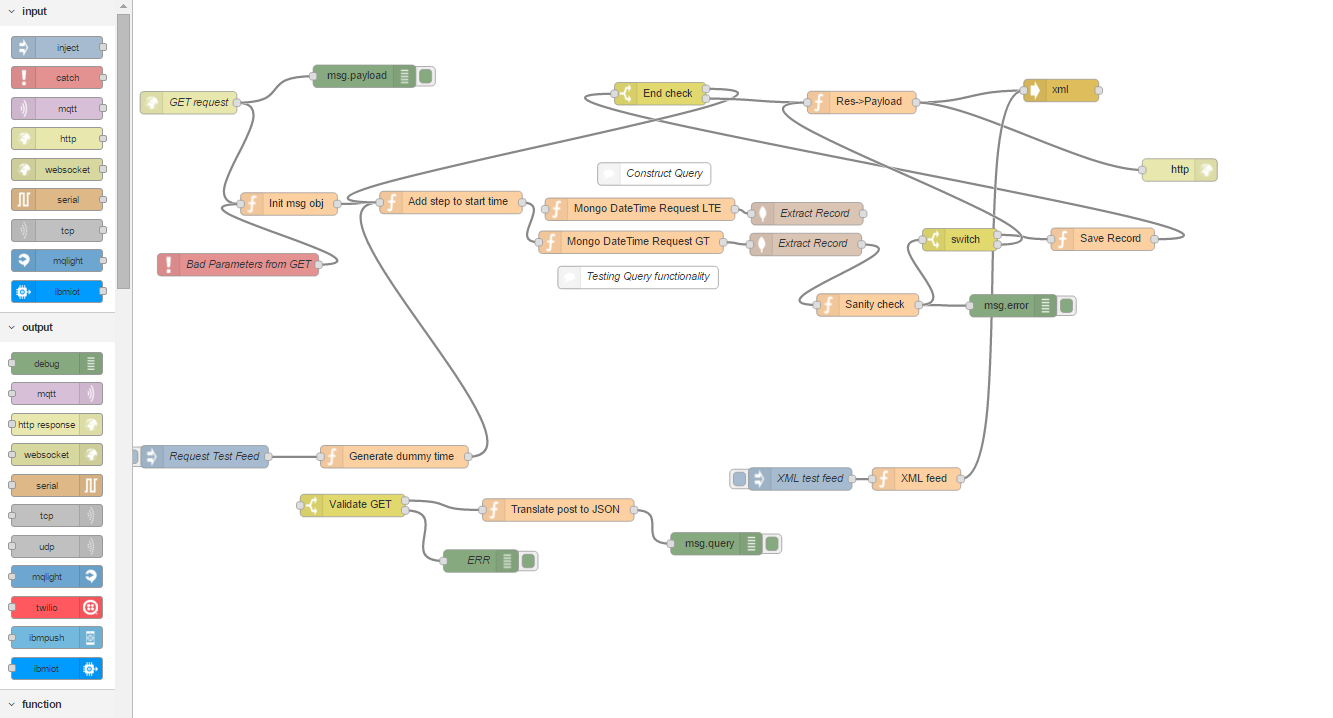 input
inject
catch
mqtt
http
websocket
serial
tcp
mqlight
ibmiot
output
debug
mqtt
http response
websocket
serial
tcp
udp
mqlight
twilio
ibmpush
ibmiot
function
msg.payload
GET request
End check
Res->Payload
xml
http
Construct Query
Init msg obj
Add step to start time
Mongo DateTime Request LTE
Extract Record
Mongo DateTime Request GT
Extract Record
switch
Save Record
Bad Parameters from GET
Testing Query functionality
Sanity check
msg.error
Request Test Feed
Generate dummy time
XML test feed
XML feed
Validate GET
Translate post to JSON
msg.query
ERR